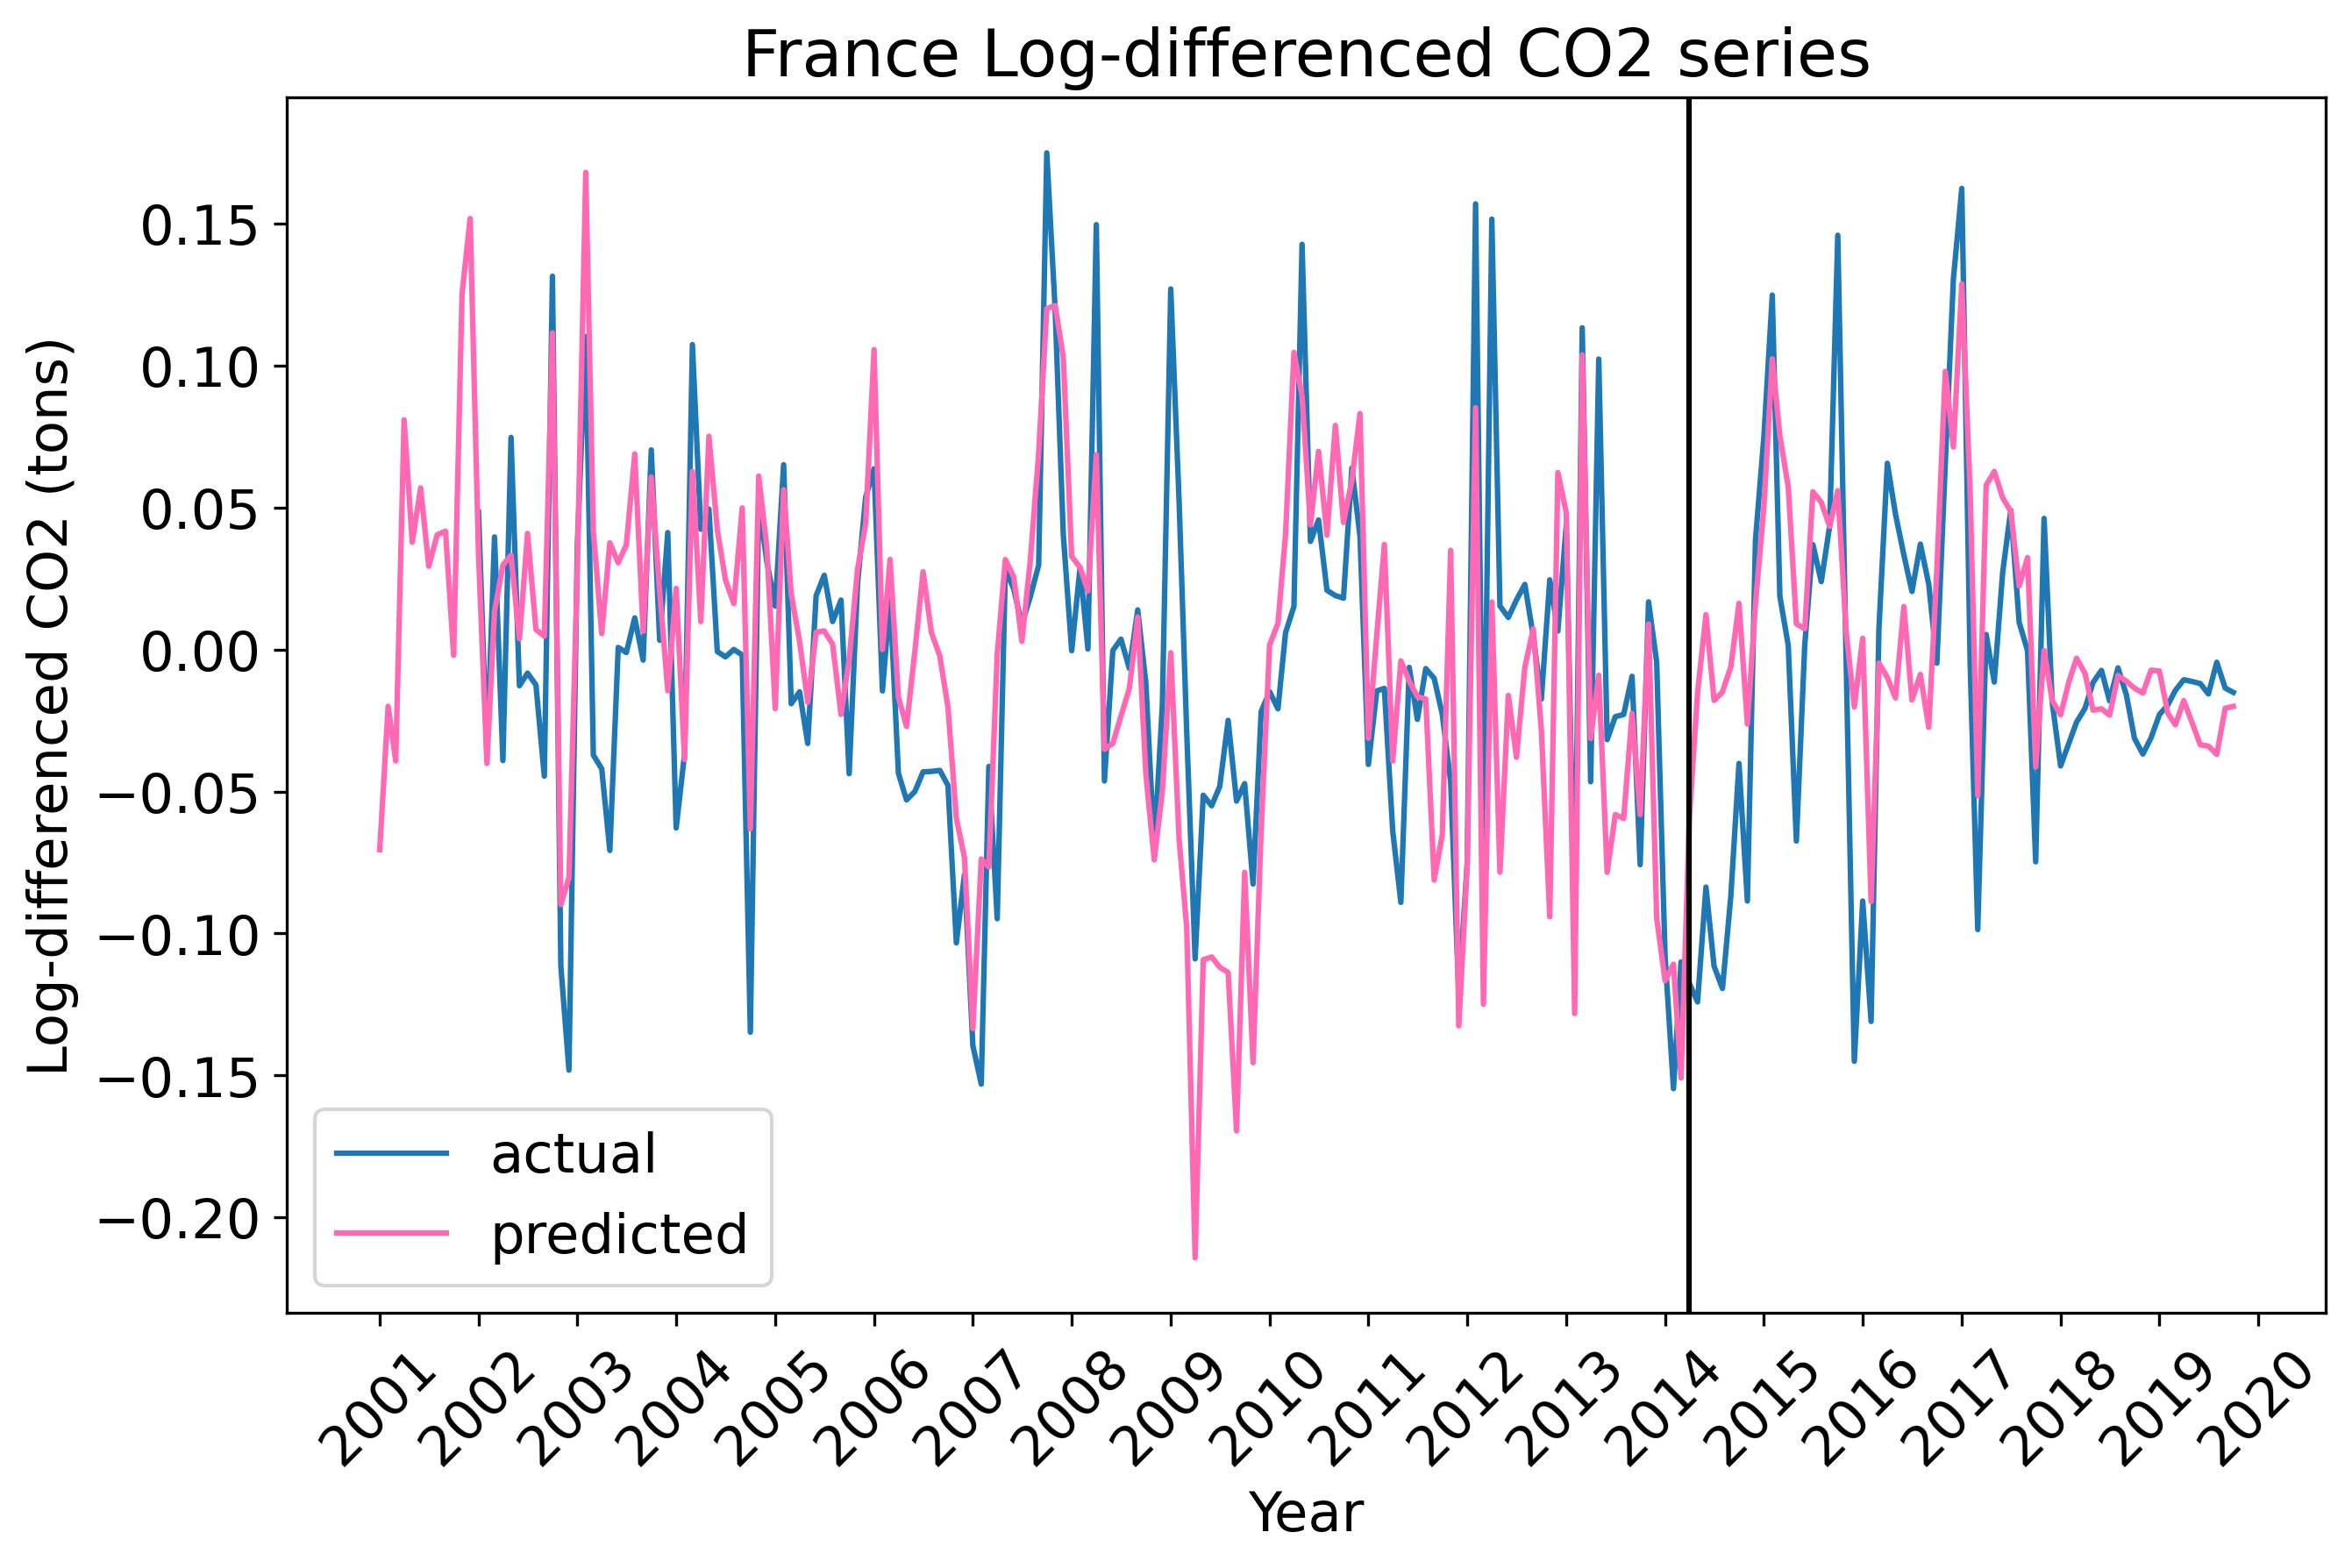 France Log-differenced CO2 series
Log-differenced CO2 (tons)
0.15
0.10
0.05
0.00
−0.05
−0.10
−0.15
−0.20
actual
predicted
2001 2002 2003 2004 2005 2006 2007 2008 2009 2010 2011 2012 2013 2014 2015 2016 2017 2018 2019 2020
Year